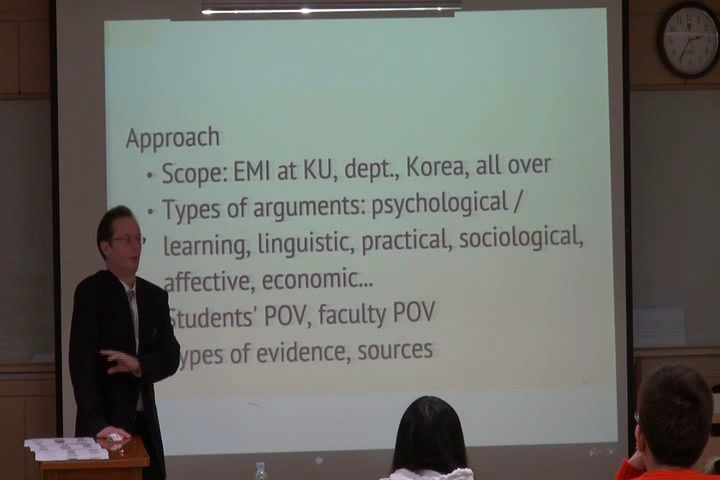 Approach
• Scope: EMI at KU, dept., Korea, all over
• Types of arguments: psychological /
learning, linguistic, practical, sociological,
affective, economic...
Students' POV, faculty POV
ypes of evidence, sources